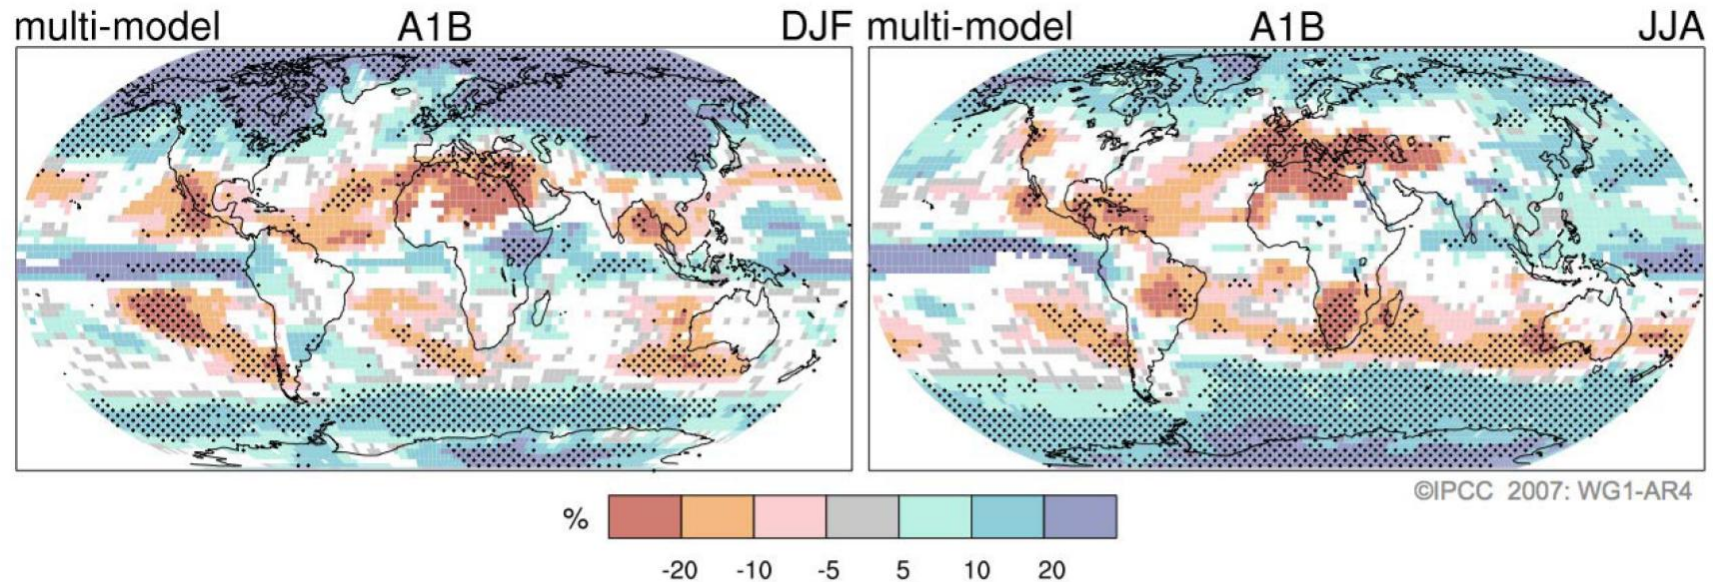 multi-model A1B DJF
multi-model A1B JJA
©IPCC 2007: WG1-AR4
%
-20 -10 -5 5 10 20